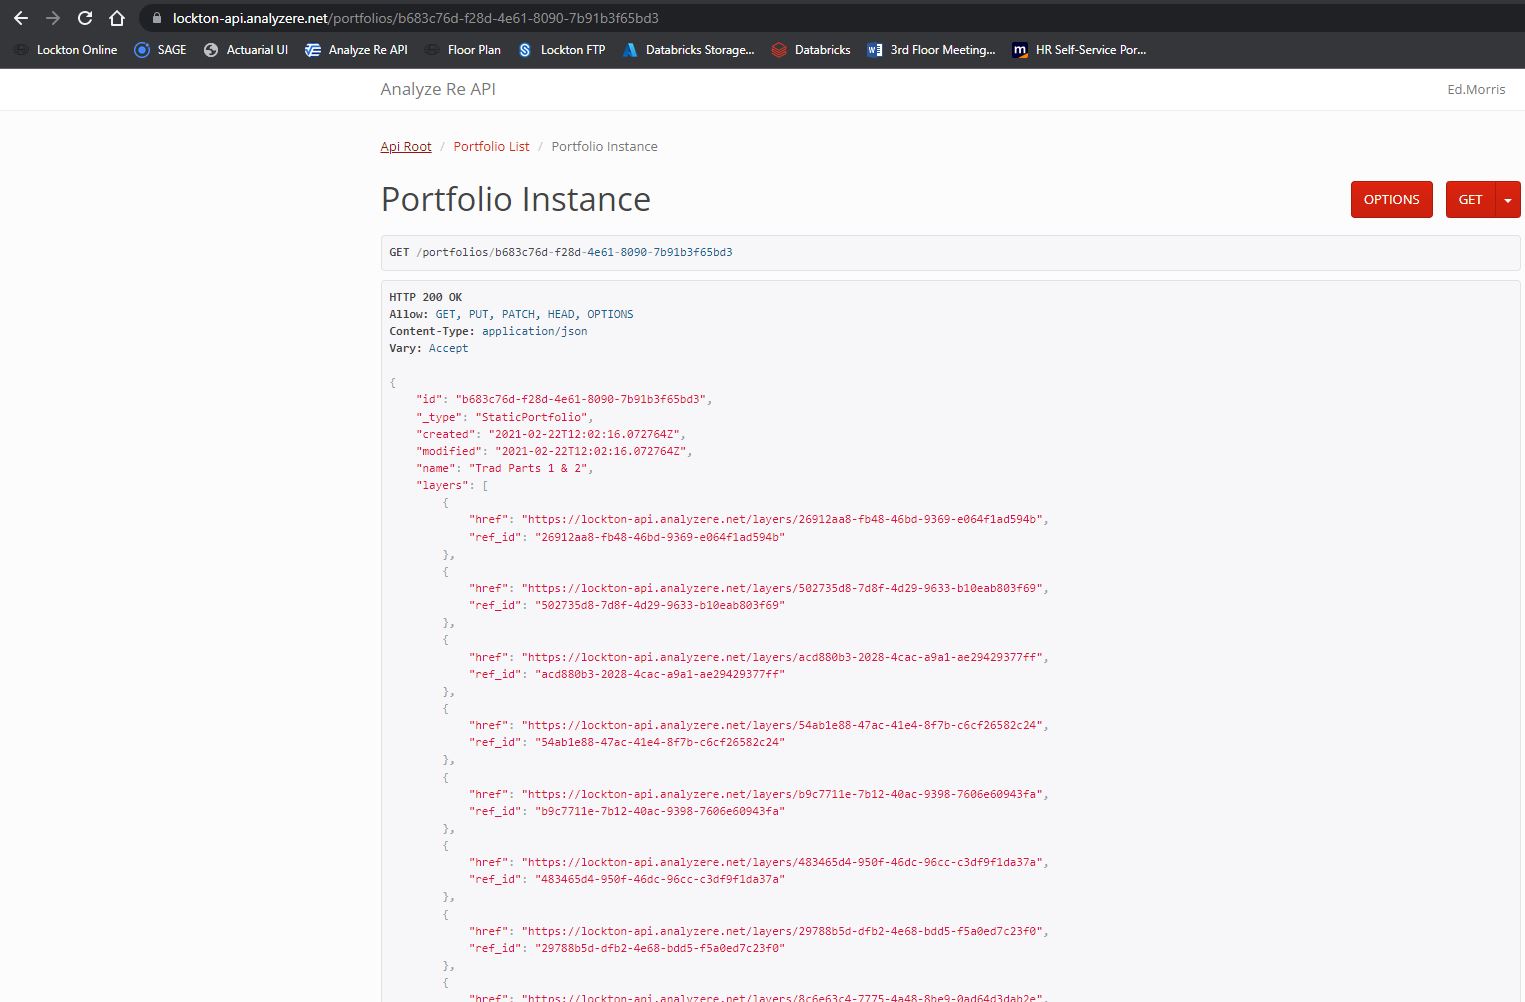 lockton-api.analyzere.net/portfolios/b683c76d-f28d-4e61-8090-7b91b3f65bd3
Lockton Online SAGE Actuarial UI Analyze Re API Floor Plan Lockton FTP Databricks Storage... Databricks 3rd Floor Meeting... HR Self-Service Por...
Analyze Re API Ed.Morris
Api Root / Portfolio List / Portfolio Instance
Portfolio Instance OPTIONS GET
GET /portfolios/b683c76d-f28d-4e61-8090-7b91b3f65bd3
HTTP 200 OK
Allow: GET, PUT, PATCH, HEAD, OPTIONS
Content-Type: application/json
Vary: Accept
{
"id": "b683c76d-f28d-4e61-8090-7b91b3f65bd3",
"_type": "StaticPortfolio",
"created": "2021-02-22T12:02:16.072764Z",
"modified": "2021-02-22T12:02:16.072764Z",
"name": "Trad Parts 1 & 2",
"layers": [
{
"href": "https://lockton-api.analyzere.net/layers/26912aa8-fb48-46bd-9369-e064f1ad594b",
"ref_id": "26912aa8-fb48-46bd-9369-e064f1ad594b"
},
{
"href": "https://lockton-api.analyzere.net/layers/502735d8-7d8f-4d29-9633-b10eab803f69",
"ref_id": "502735d8-7d8f-4d29-9633-b10eab803f69"
},
{
"href": "https://lockton-api.analyzere.net/layers/acd880b3-2028-4cac-a9a1-ae29429377ff",
"ref_id": "acd880b3-2028-4cac-a9a1-ae29429377ff"
},
{
"href": "https://lockton-api.analyzere.net/layers/54ab1e88-47ac-41e4-8f7b-c6cf26582c24",
"ref_id": "54ab1e88-47ac-41e4-8f7b-c6cf26582c24"
},
{
"href": "https://lockton-api.analyzere.net/layers/b9c7711e-7b12-40ac-9398-7606e60943fa",
"ref_id": "b9c7711e-7b12-40ac-9398-7606e60943fa"
},
{
"href": "https://lockton-api.analyzere.net/layers/483465d4-950f-46dc-96cc-c3df9f1da37a",
"ref_id": "483465d4-950f-46dc-96cc-c3df9f1da37a"
},
{
"href": "https://lockton-api.analyzere.net/layers/29788b5d-dfb2-4e68-bdd5-f5a0ed7c23f0",
"ref_id": "29788b5d-dfb2-4e68-bdd5-f5a0ed7c23f0"
},
{
"href": "https://lockton-api.analyzere.net/layers/8c6e63c4-7775-4a48-8be9-0ad64d3dab2e",